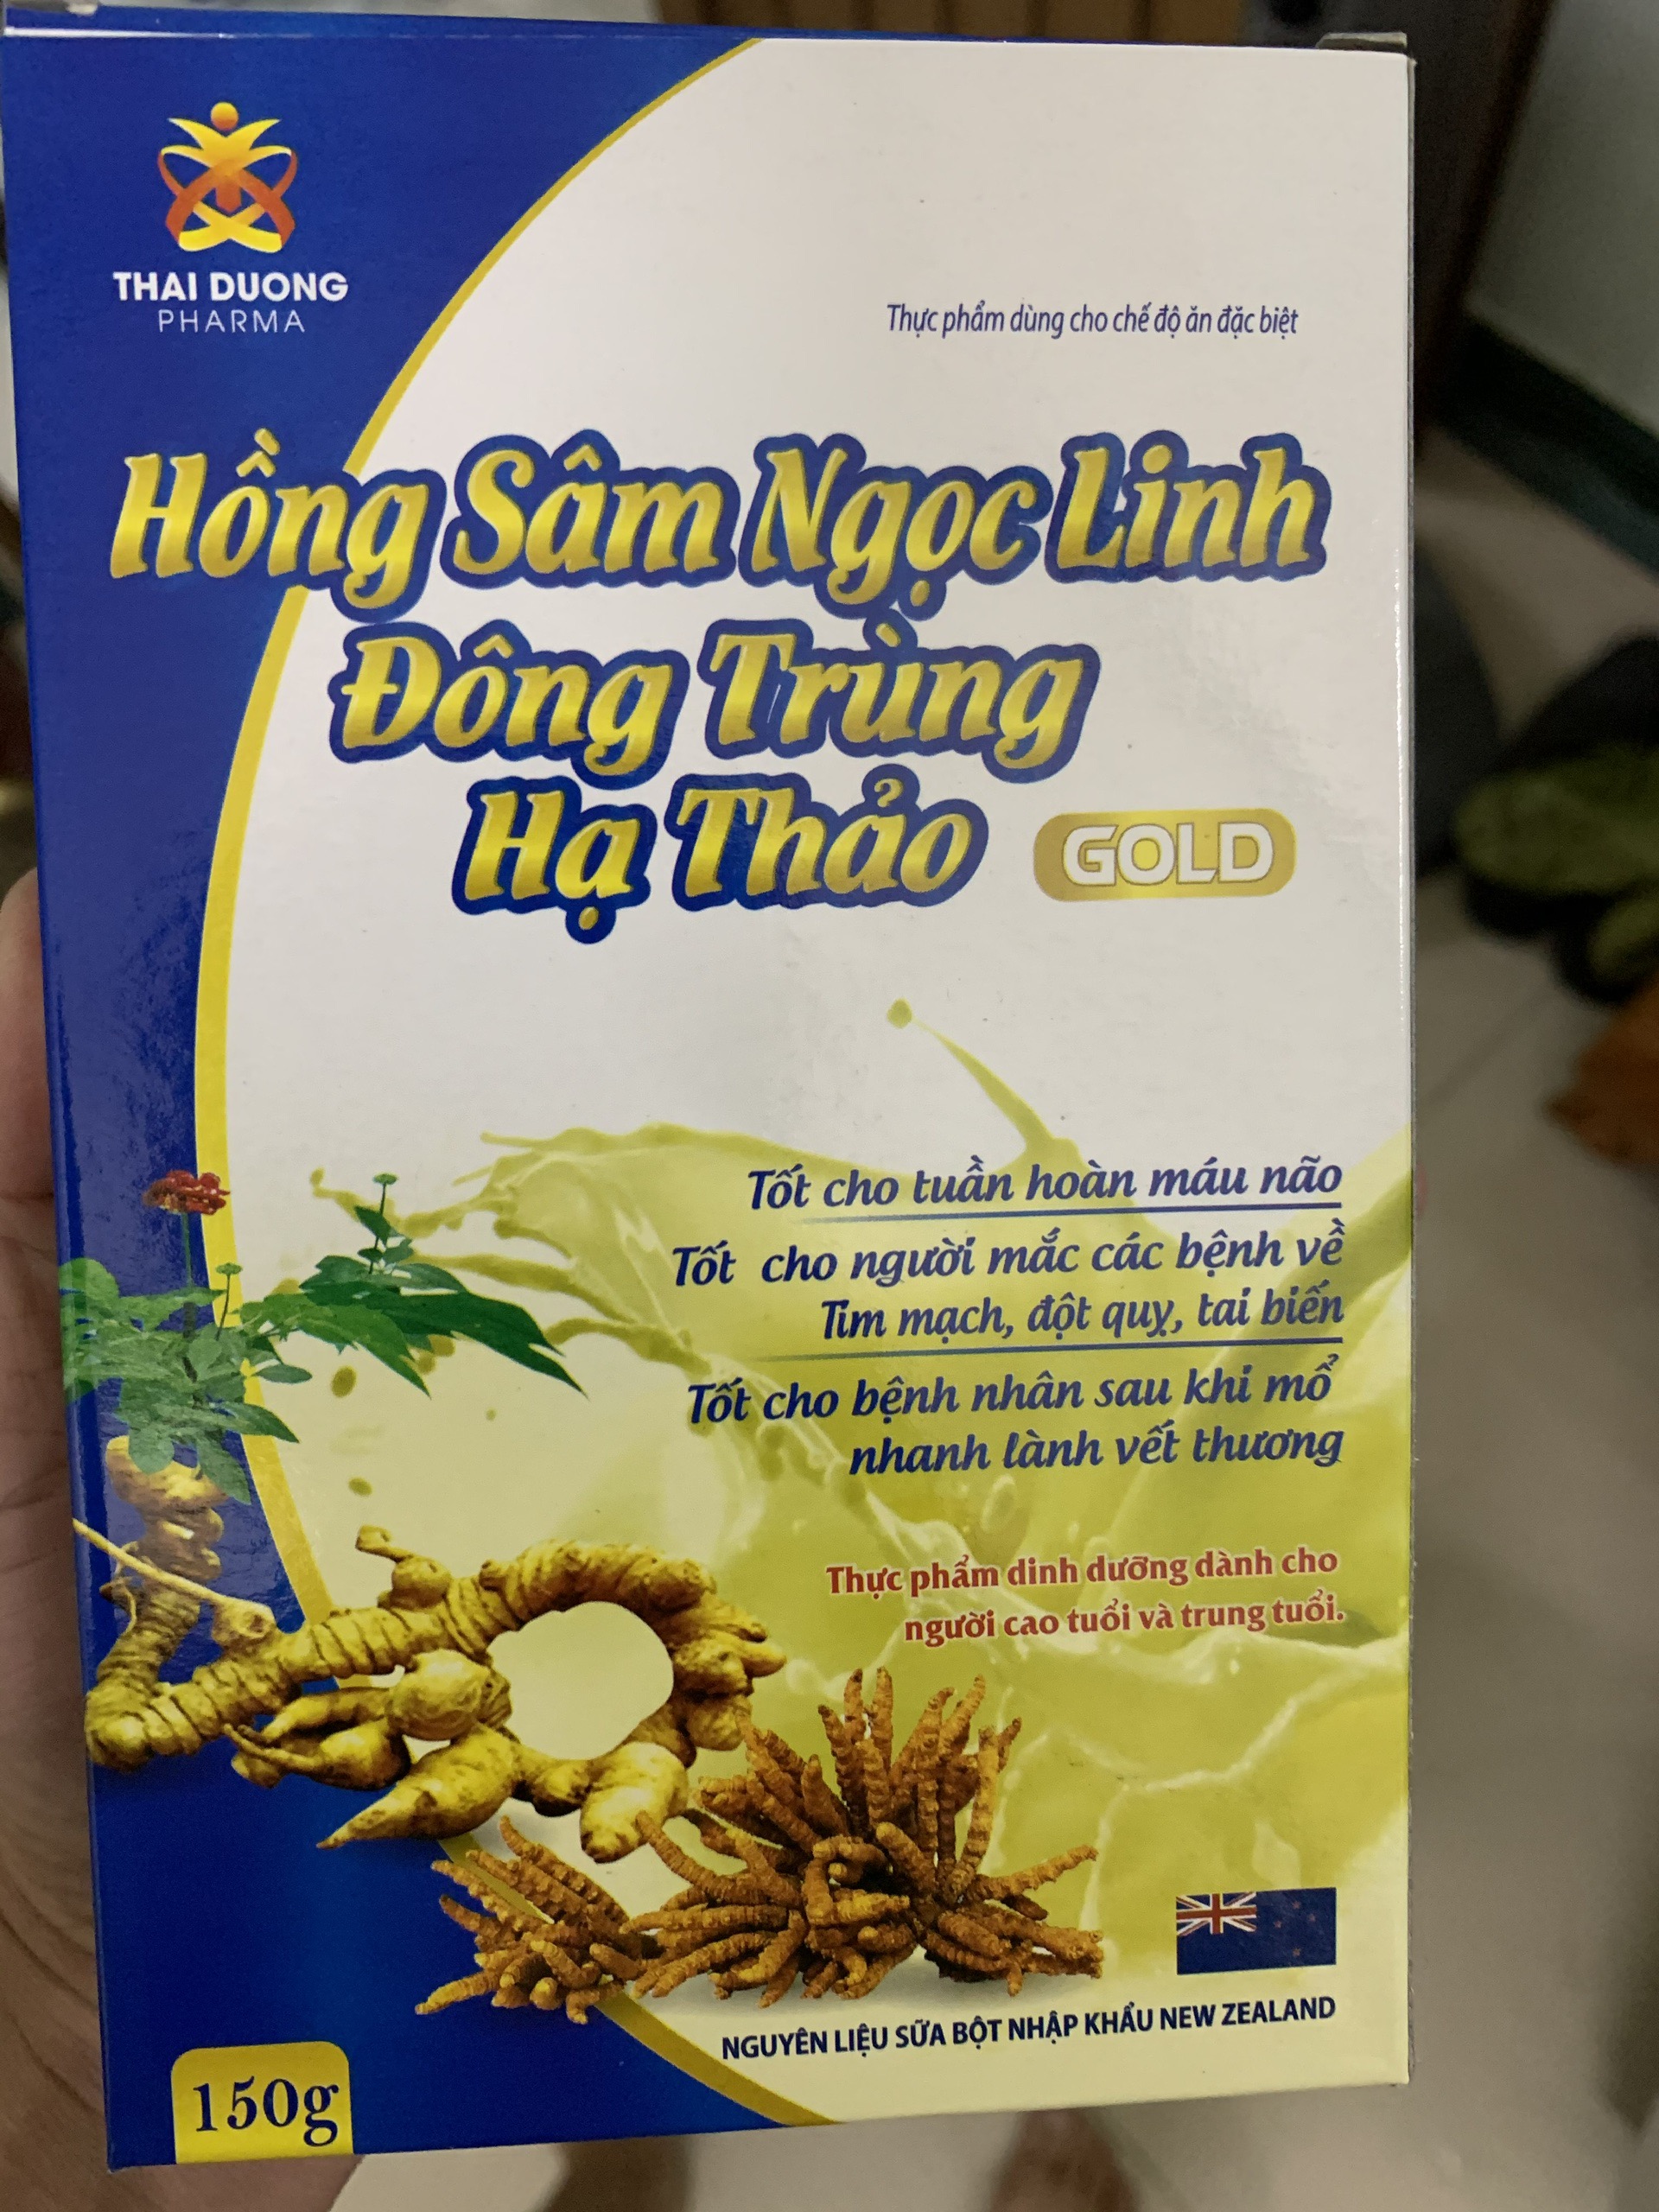 THAI DUONG
PHARMA
Thực phẩm dùng cho chế độ ăn đặc biệt
Hồng Sâm Ngọc Linh
Đông Trùng
Hạ Thảo
GOLD
Tốt cho tuần hoàn máu não
Tốt cho người mắc các bệnh về
Tim mạch, đột quỵ, tai biến
Tốt cho bệnh nhân sau khi mổ
nhanh lành vết thương
Thực phẩm dinh dưỡng dành cho
người cao tuổi và trung tuổi.
NGUYÊN LIỆU SỮA BỘT NHẬP KHẨU NEW ZEALAND
150g